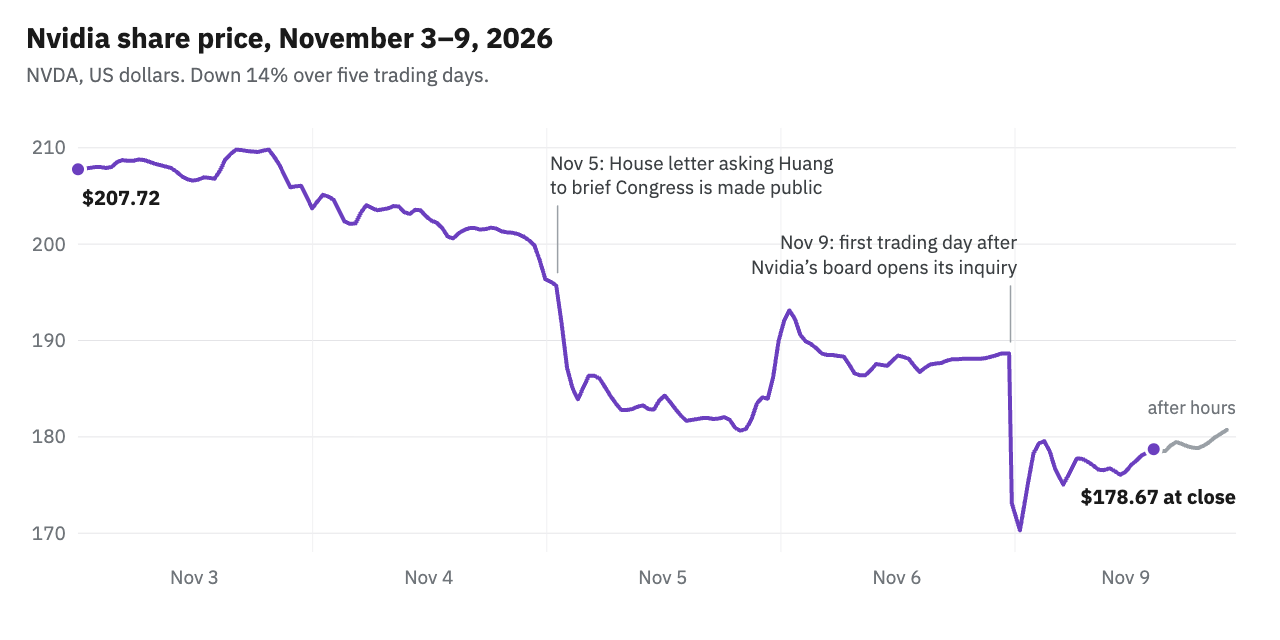 Nvidia share price, November 3–9, 2026
NVDA, US dollars. Down 14% over five trading days.
210
Nov 5: House letter asking Huang
to brief Congress is made public
$207.72
200
Nov 9: first trading day after
Nvidia’s board opens its inquiry
190
after hours
180
$178.67 at close
170
Nov 3
Nov 4
Nov 5
Nov 6
Nov 9